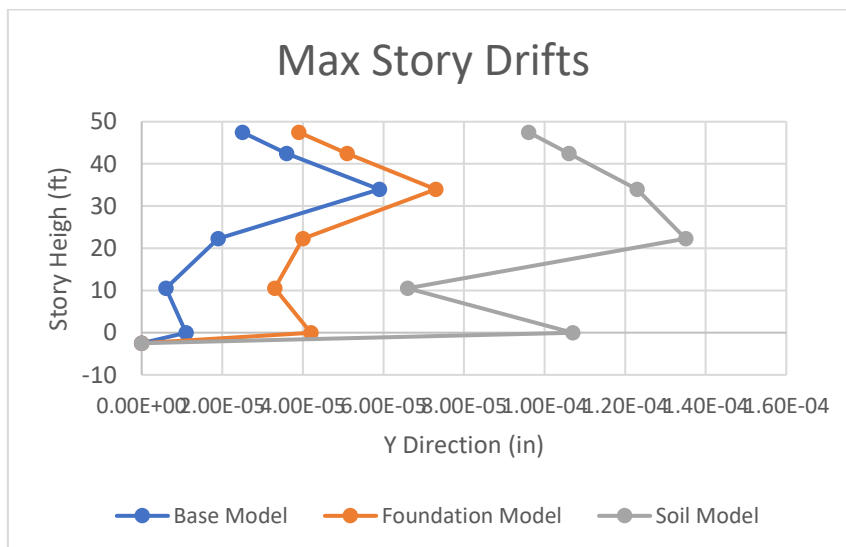 Max Story Drifts
Story Heigh (ft)
50
40
30
20
10
0
-10
0.00E+00 2.00E-05 4.00E-05 6.00E-05 8.00E-05 1.00E-04 1.20E-04 1.40E-04 1.60E-04
Y Direction (in)
Base Model Foundation Model Soil Model